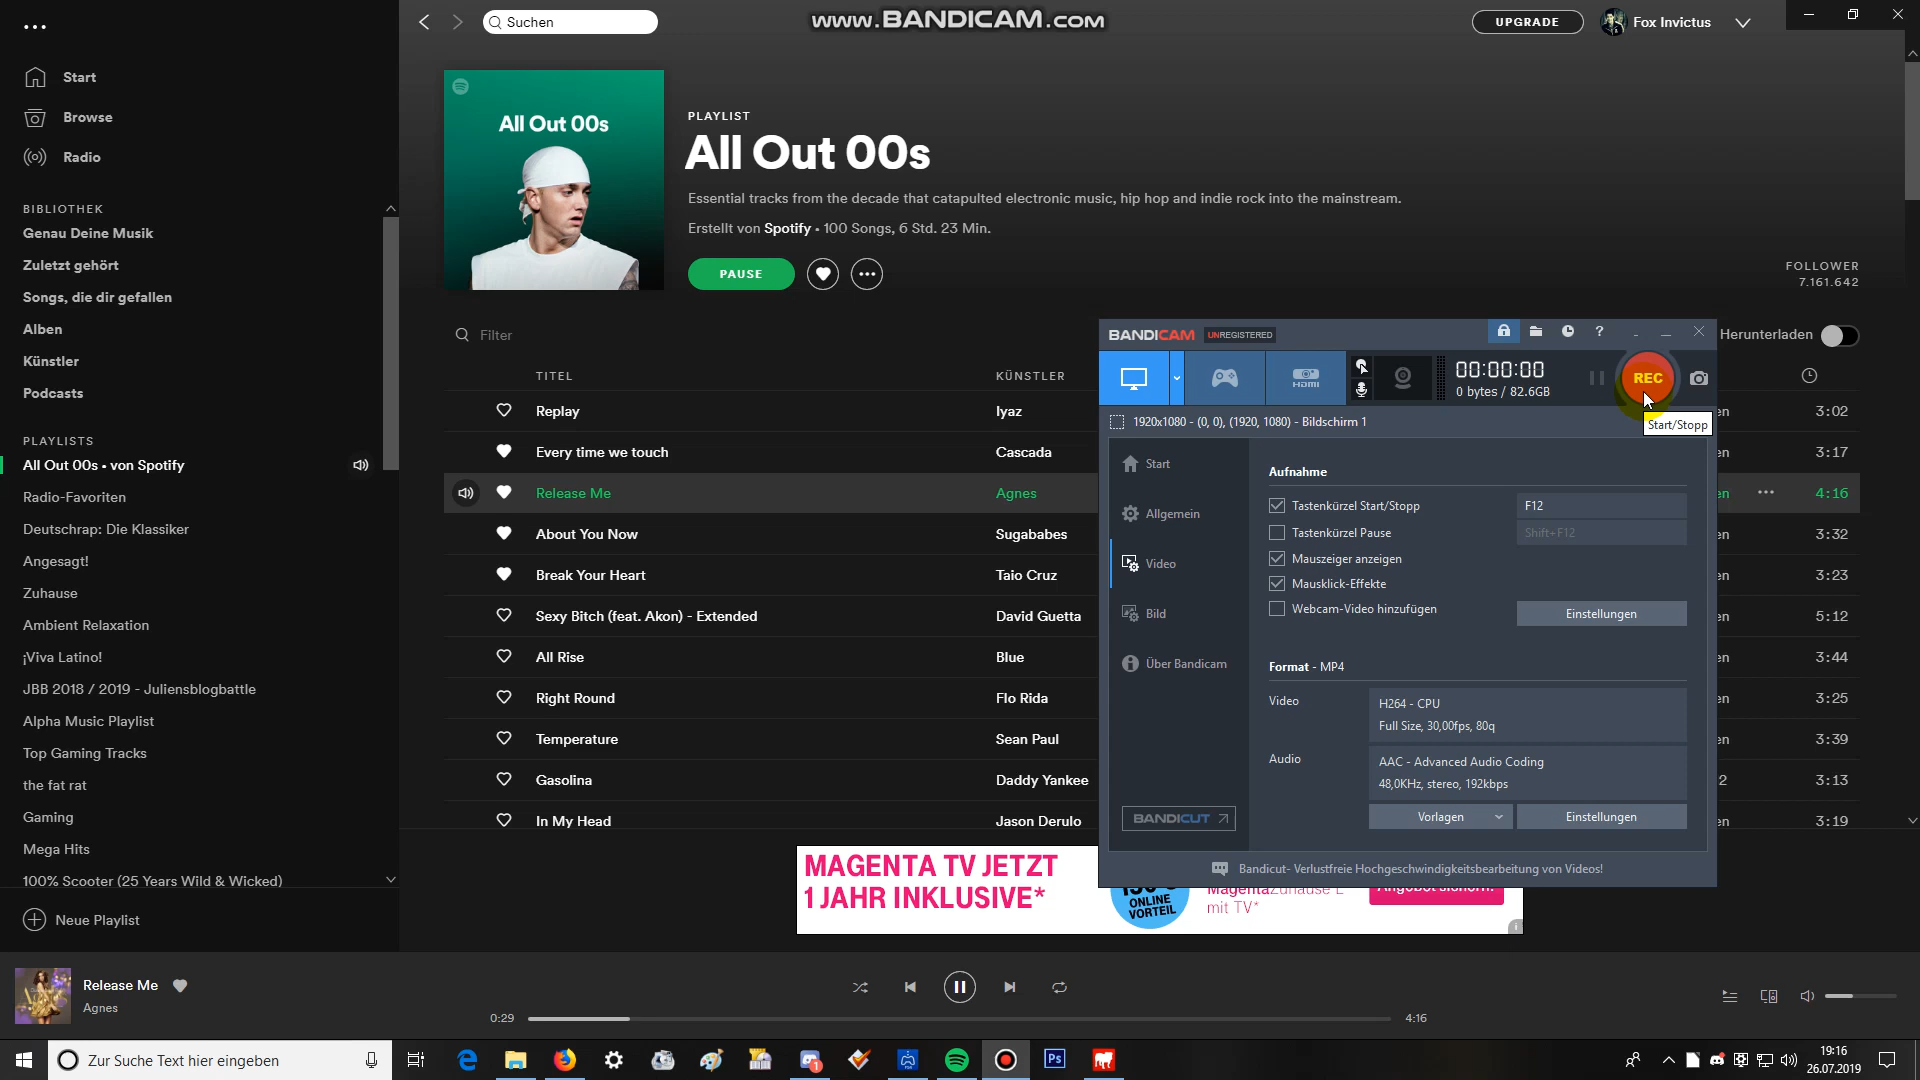 Suchen
www.BANDICAM.com
UPGRADE
Fox Invictus
Start
Browse
Radio
BIBLIOTHEK
Genau Deine Musik
Zuletzt gehört
Songs, die dir gefallen
Alben
Künstler
Podcasts
PLAYLISTS
All Out 00s • von Spotify
Radio-Favoriten
Deutschrap: Die Klassiker
Angesagt!
Zuhause
Ambient Relaxation
¡Viva Latino!
JBB 2018 / 2019 - Juliensblogbattle
Alpha Music Playlist
Top Gaming Tracks
the fat rat
Gaming
Mega Hits
100% Scooter (25 Years Wild & Wicked)
Neue Playlist
All Out 00s
PLAYLIST
All Out 00s
Essential tracks from the decade that catapulted electronic music, hip hop and indie rock into the mainstream.
Erstellt von Spotify • 100 Songs, 6 Std. 23 Min.
PAUSE
FOLLOWER
7.161.642
Filter
Herunterladen
TITEL KÜNSTLER
Replay Iyaz en 3:02
Every time we touch Cascada en 3:17
Release Me Agnes en 4:16
About You Now Sugababes en 3:32
Break Your Heart Taio Cruz en 3:23
Sexy Bitch (feat. Akon) - Extended David Guetta en 5:12
All Rise Blue en 3:44
Right Round Flo Rida en 3:25
Temperature Sean Paul en 3:39
Gasolina Daddy Yankee 2 3:13
In My Head Jason Derulo en 3:19
BANDICAM UNREGISTERED
?
HDMI
00:00:00
0 bytes / 82.6GB
REC
Start/Stopp
1920x1080 - (0, 0), (1920, 1080) - Bildschirm 1
Start
Allgemein
Video
Bild
Über Bandicam
BANDICUT
Aufnahme
Tastenkürzel Start/Stopp F12
Tastenkürzel Pause Shift+F12
Mauszeiger anzeigen
Mausklick-Effekte
Webcam-Video hinzufügen
Einstellungen
Format - MP4
Video
H264 - CPU
Full Size, 30,00fps, 80q
Audio
AAC - Advanced Audio Coding
48,0KHz, stereo, 192kbps
Vorlagen Einstellungen
Bandicut- Verlustfreie Hochgeschwindigkeitsbearbeitung von Videos!
MAGENTA TV JETZT
1 JAHR INKLUSIVE*
ONLINE
VORTEIL
MagentaZuhause L
mit TV*
Release Me
Agnes
0:29
4:16
Zur Suche Text hier eingeben
Ps
19:16
26.07.2019